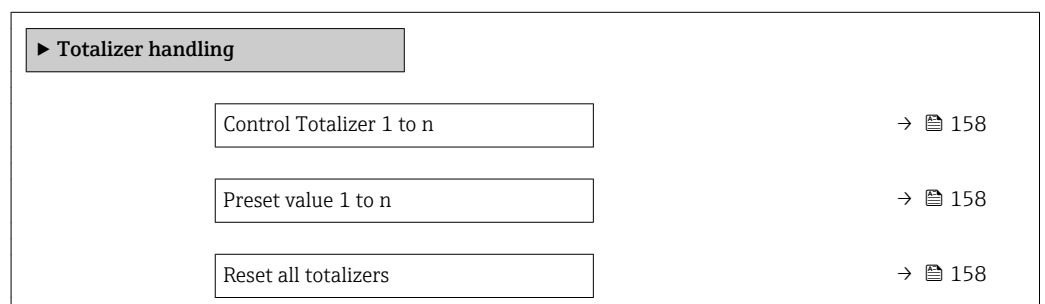 ▶ Totalizer handling
Control Totalizer 1 to n → 158
Preset value 1 to n → 158
Reset all totalizers → 158